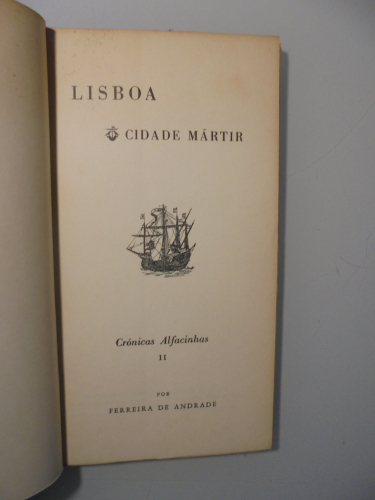 LISBOA
CIDADE MÁRTIR
Crónicas Alfacinhas
II
POR
FERREIRA DE ANDRADE